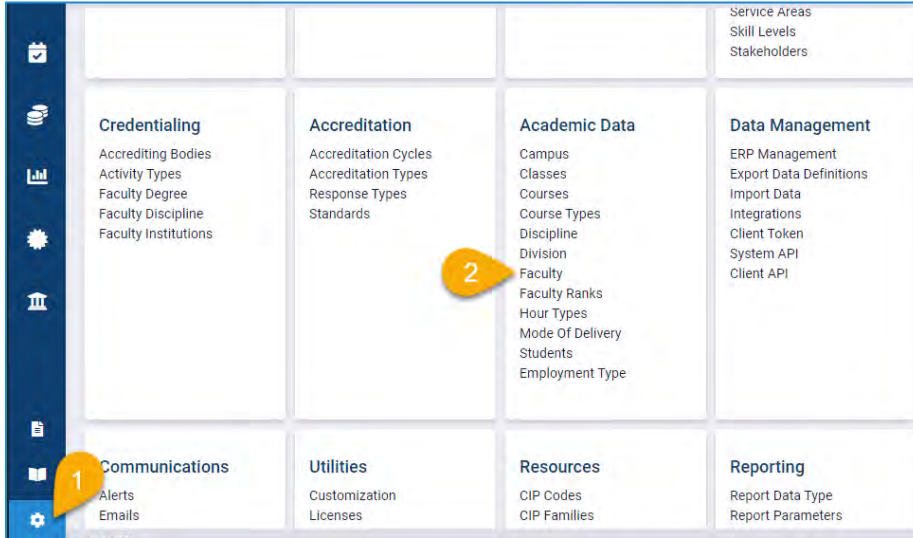 Service Areas
Skill Levels
Stakeholders
Credentialing
Accrediting Bodies
Activity Types
Faculty Degree
Faculty Discipline
Faculty Institutions
Accreditation
Accreditation Cycles
Accreditation Types
Response Types
Standards
Academic Data
Campus
Classes
Courses
Course Types
Discipline
Division
2
Faculty
Faculty Ranks
Hour Types
Mode Of Delivery
Students
Employment Type
Data Management
ERP Management
Export Data Definitions
Import Data
Integrations
Client Token
System API
Client API
1
Communications
Alerts
Emails
Utilities
Customization
Licenses
Resources
CIP Codes
CIP Families
Reporting
Report Data Type
Report Parameters